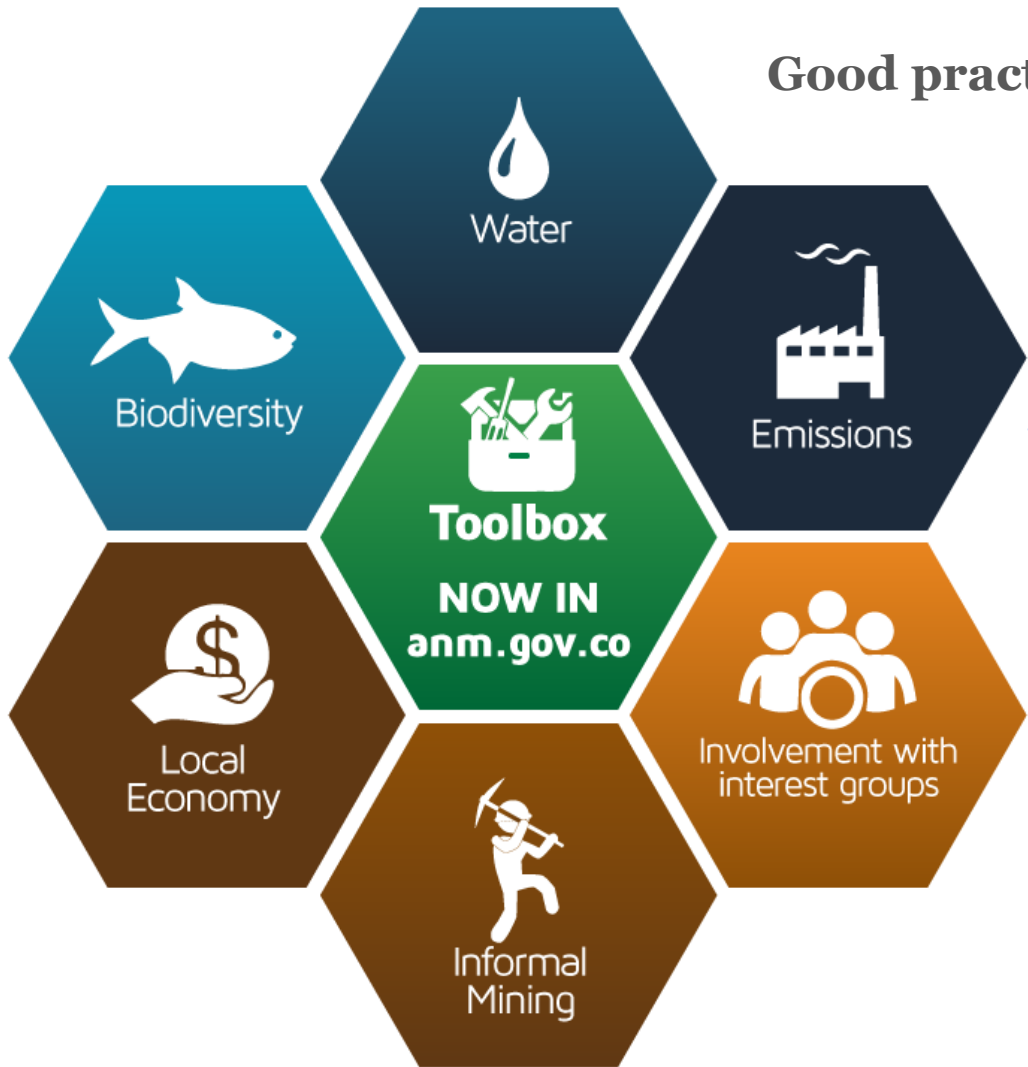 Good pract
Water
Biodiversity
Emissions
Toolbox
NOW IN
anm.gov.co
Local
Economy
Involvement with
interest groups
Informal
Mining